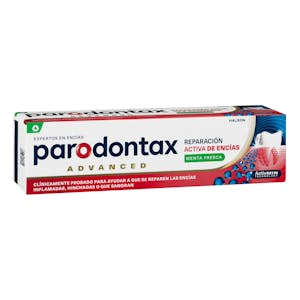 HALEON
EXPERTOS EN ENCÍAS
parodontax
ADVANCED
REPARACIÓN
ACTIVA DE ENCÍAS
MENTA FRESCA
CLÍNICAMENTE PROBADO PARA AYUDAR A QUE SE REPAREN LAS ENCÍAS
INFLAMADAS, HINCHADAS O QUE SANGRAN